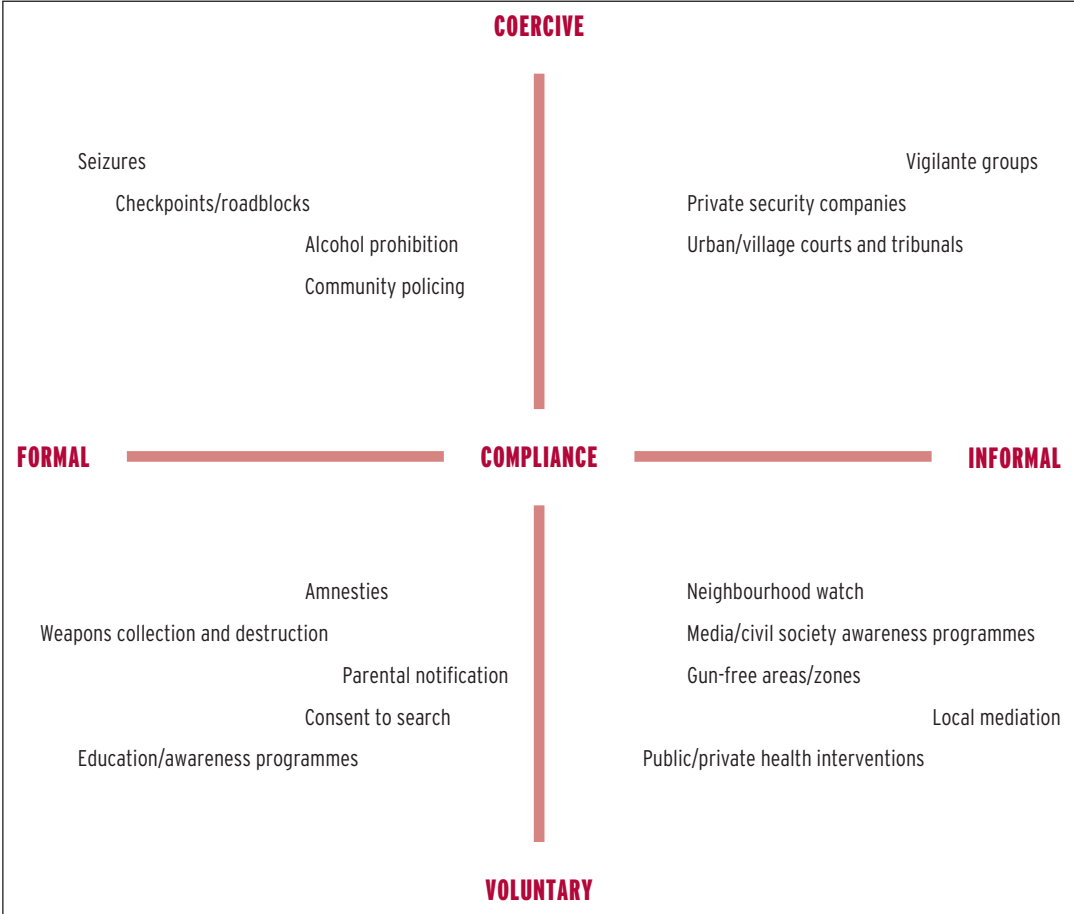 COERCIVE
Seizures
Vigilante groups
Checkpoints/roadblocks
Private security companies
Alcohol prohibition
Urban/village courts and tribunals
Community policing
FORMAL
COMPLIANCE
INFORMAL
Amnesties
Neighbourhood watch
Weapons collection and destruction
Media/civil society awareness programmes
Parental notification
Gun-free areas/zones
Consent to search
Local mediation
Education/awareness programmes
Public/private health interventions
VOLUNTARY